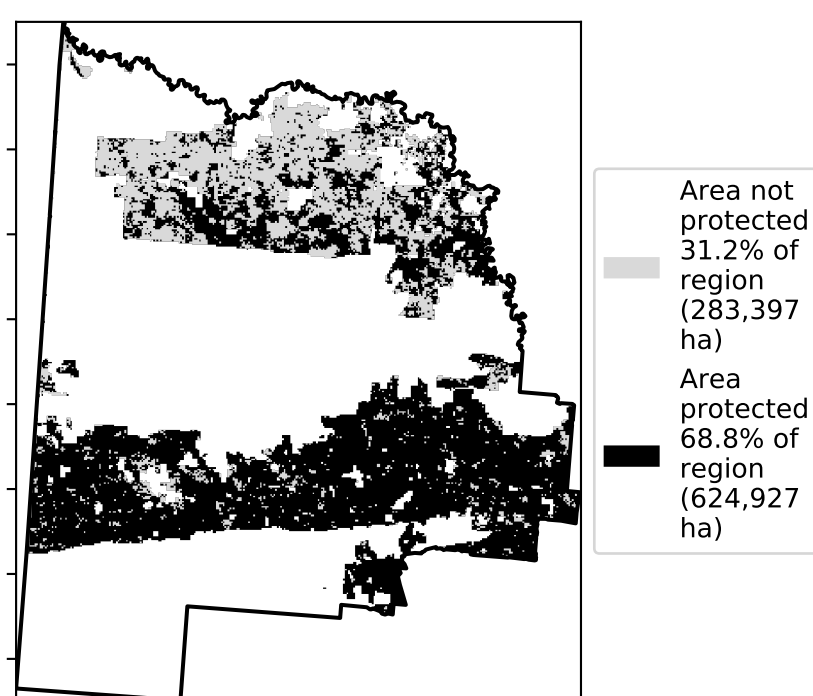 Area not
protected
31.2% of
region
(283,397
ha)
Area
protected
68.8% of
region
(624,927
ha)